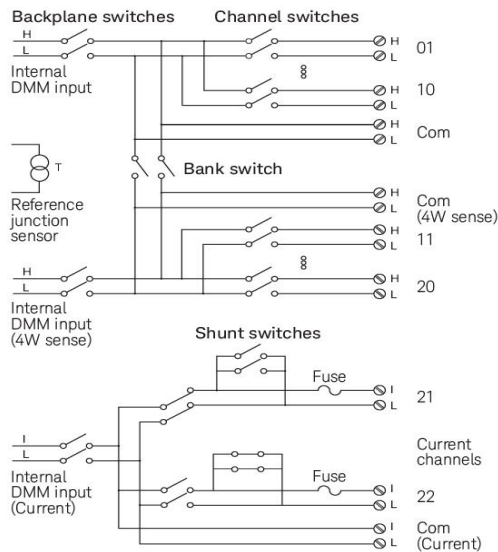 Backplane switches Channel switches
H H
L L 01
Internal
DMM input
H
L 10
H
L Com
T
Bank switch
Reference
junction
sensor
H
L Com
(4W sense)
H
L 11
H H
L L 20
Internal
DMM input
(4W sense)
Shunt switches
Fuse
I
L 21
I
L
Current
channels
Internal
DMM input
(Current)
Fuse
I
L 22
I
L Com
(Current)